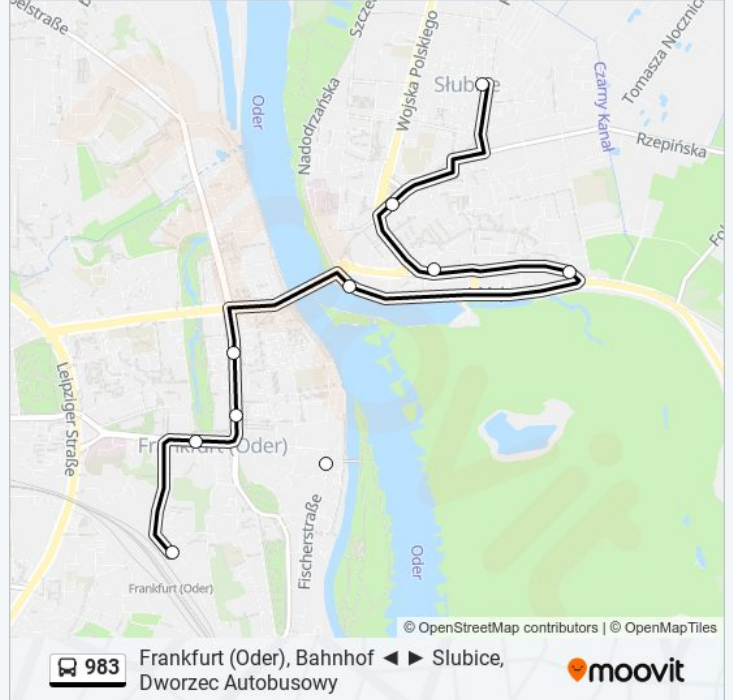 Szcze
Oder
Nadodrzańska
Wojska Polskiego
Słubice
Czarny Kanał
Tomasza Nocznic
Rzepińska
Leipziger Straße
Frankfurt (Oder)
Fischerstraße
Oder
Frankfurt (Oder)
© OpenStreetMap contributors | © OpenMapTiles
983
Frankfurt (Oder), Bahnhof ◄ ► Slubice,
Dworzec Autobusowy
moovit